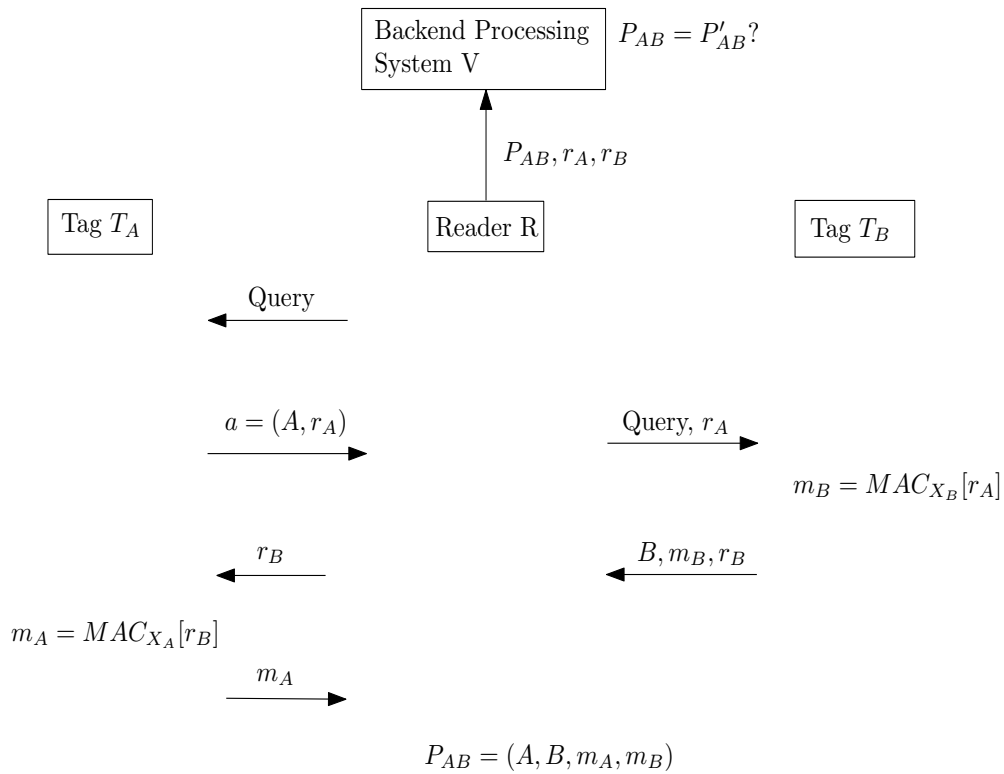 Backend Processing
System V
P_{AB} = P'_{AB}?
P_{AB}, r_A, r_B
Tag T_A
Reader R
Tag T_B
Query
a = (A, r_A)
Query, r_A
m_B = MAC_{X_B}[r_A]
r_B
B, m_B, r_B
m_A = MAC_{X_A}[r_B]
m_A
P_{AB} = (A, B, m_A, m_B)